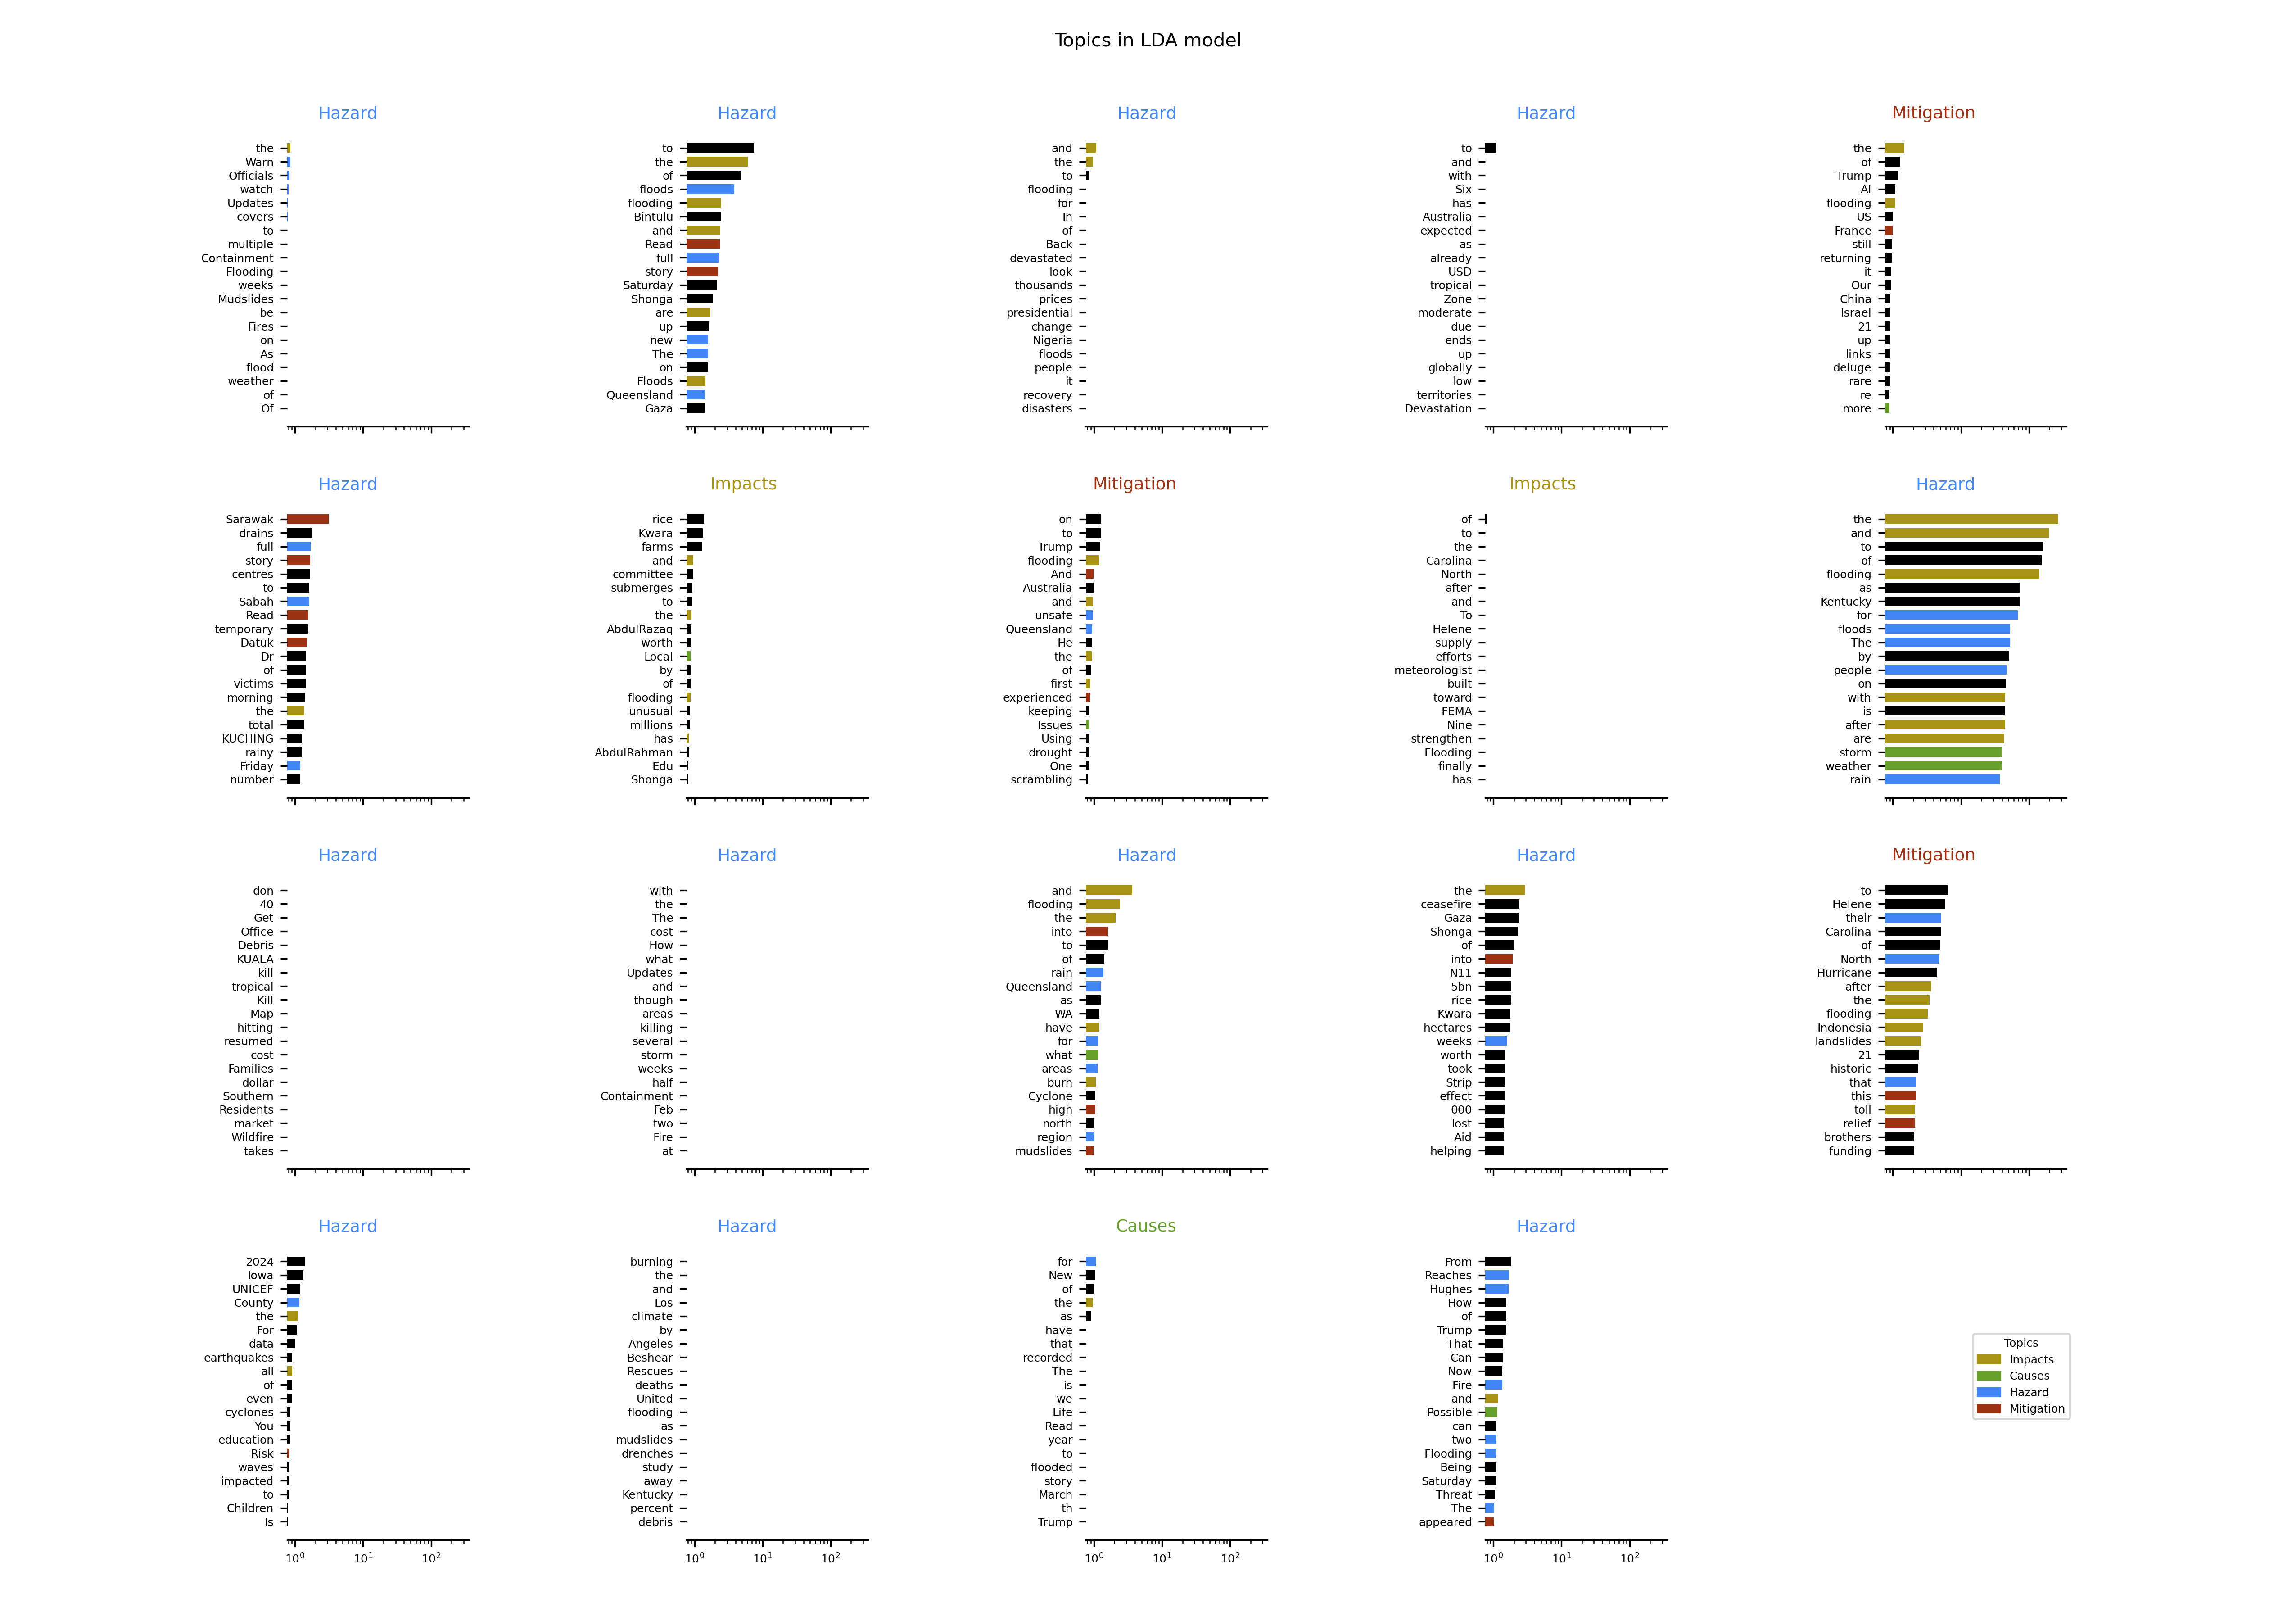 Topics in LDA model
Hazard
the
Warn
Officials
watch
Updates
covers
to
multiple
Containment
Flooding
weeks
Mudslides
be
Fires
on
As
flood
weather
of
Of
Hazard
to
the
of
floods
flooding
Bintulu
and
Read
full
story
Saturday
Shonga
are
up
new
The
on
Floods
Queensland
Gaza
Hazard
and
the
to
flooding
for
In
of
Back
devastated
look
thousands
prices
presidential
change
Nigeria
floods
people
it
recovery
disasters
Hazard
to
and
with
Six
has
Australia
expected
as
already
USD
tropical
Zone
moderate
due
ends
up
globally
low
territories
Devastation
Mitigation
the
of
Trump
AI
flooding
US
France
still
returning
it
Our
China
Israel
21
up
links
deluge
rare
re
more
Hazard
Sarawak
drains
full
story
centres
to
Sabah
Read
temporary
Datuk
Dr
of
victims
morning
the
total
KUCHING
rainy
Friday
number
Impacts
rice
Kwara
farms
and
committee
submerges
to
the
AbdulRazaq
worth
Local
by
of
flooding
unusual
millions
has
AbdulRahman
Edu
Shonga
Mitigation
on
to
Trump
flooding
And
Australia
and
unsafe
Queensland
He
the
of
first
experienced
keeping
Issues
Using
drought
One
scrambling
Impacts
of
to
the
Carolina
North
after
and
To
Helene
supply
efforts
meteorologist
built
toward
FEMA
Nine
strengthen
Flooding
finally
has
Hazard
the
and
to
of
flooding
as
Kentucky
for
floods
The
by
people
on
with
is
after
are
storm
weather
rain
Hazard
don
40
Get
Office
Debris
KUALA
kill
tropical
Kill
Map
hitting
resumed
cost
Families
dollar
Southern
Residents
market
Wildfire
takes
Hazard
with
the
The
cost
How
what
Updates
and
though
areas
killing
several
storm
weeks
half
Containment
Feb
two
Fire
at
Hazard
and
flooding
the
into
to
of
rain
Queensland
as
WA
have
for
what
areas
burn
Cyclone
high
north
region
mudslides
Hazard
the
ceasefire
Gaza
Shonga
of
into
N11
5bn
rice
Kwara
hectares
weeks
worth
took
Strip
effect
000
lost
Aid
helping
Mitigation
to
Helene
their
Carolina
of
North
Hurricane
after
the
flooding
Indonesia
landslides
21
historic
that
this
toll
relief
brothers
funding
Hazard
2024
Iowa
UNICEF
County
the
For
data
earthquakes
all
of
even
cyclones
You
education
Risk
waves
impacted
to
Children
Is
10⁰ 10¹ 10²
Hazard
burning
the
and
Los
climate
by
Angeles
Beshear
Rescues
deaths
United
flooding
as
mudslides
drenches
study
away
Kentucky
percent
debris
10⁰ 10¹ 10²
Causes
for
New
of
the
as
have
that
recorded
The
is
we
Life
Read
year
to
flooded
story
March
th
Trump
10⁰ 10¹ 10²
Hazard
From
Reaches
Hughes
How
of
Trump
That
Can
Now
Fire
and
Possible
can
two
Flooding
Being
Saturday
Threat
The
appeared
10⁰ 10¹ 10²
Topics
Impacts
Causes
Hazard
Mitigation